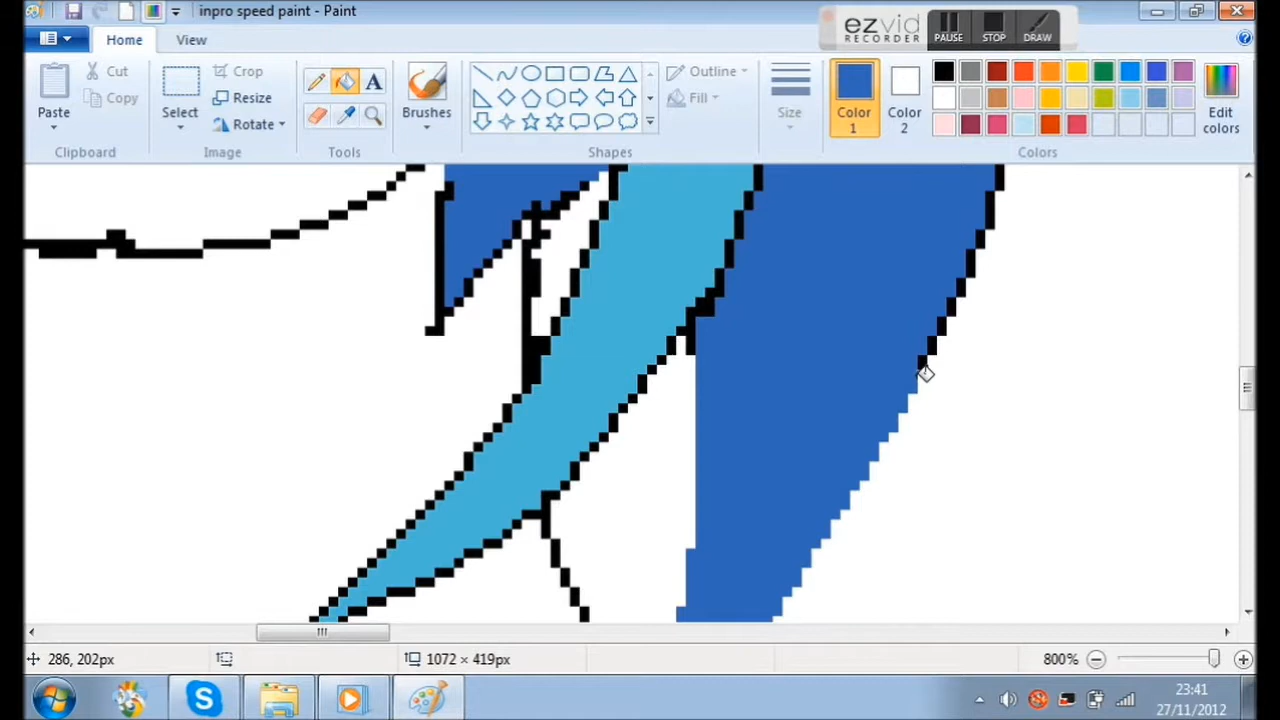 inpro speed paint - Paint
ezvid
RECORDER
PAUSE
STOP
DRAW
Home
View
Paste
Cut
Copy
Clipboard
Select
Crop
Resize
Rotate
Image
A
Tools
Brushes
Outline
Fill
Shapes
Size
Color
1
Color
2
Edit
colors
Colors
286, 202px
1072 × 419px
800%
23:41
27/11/2012